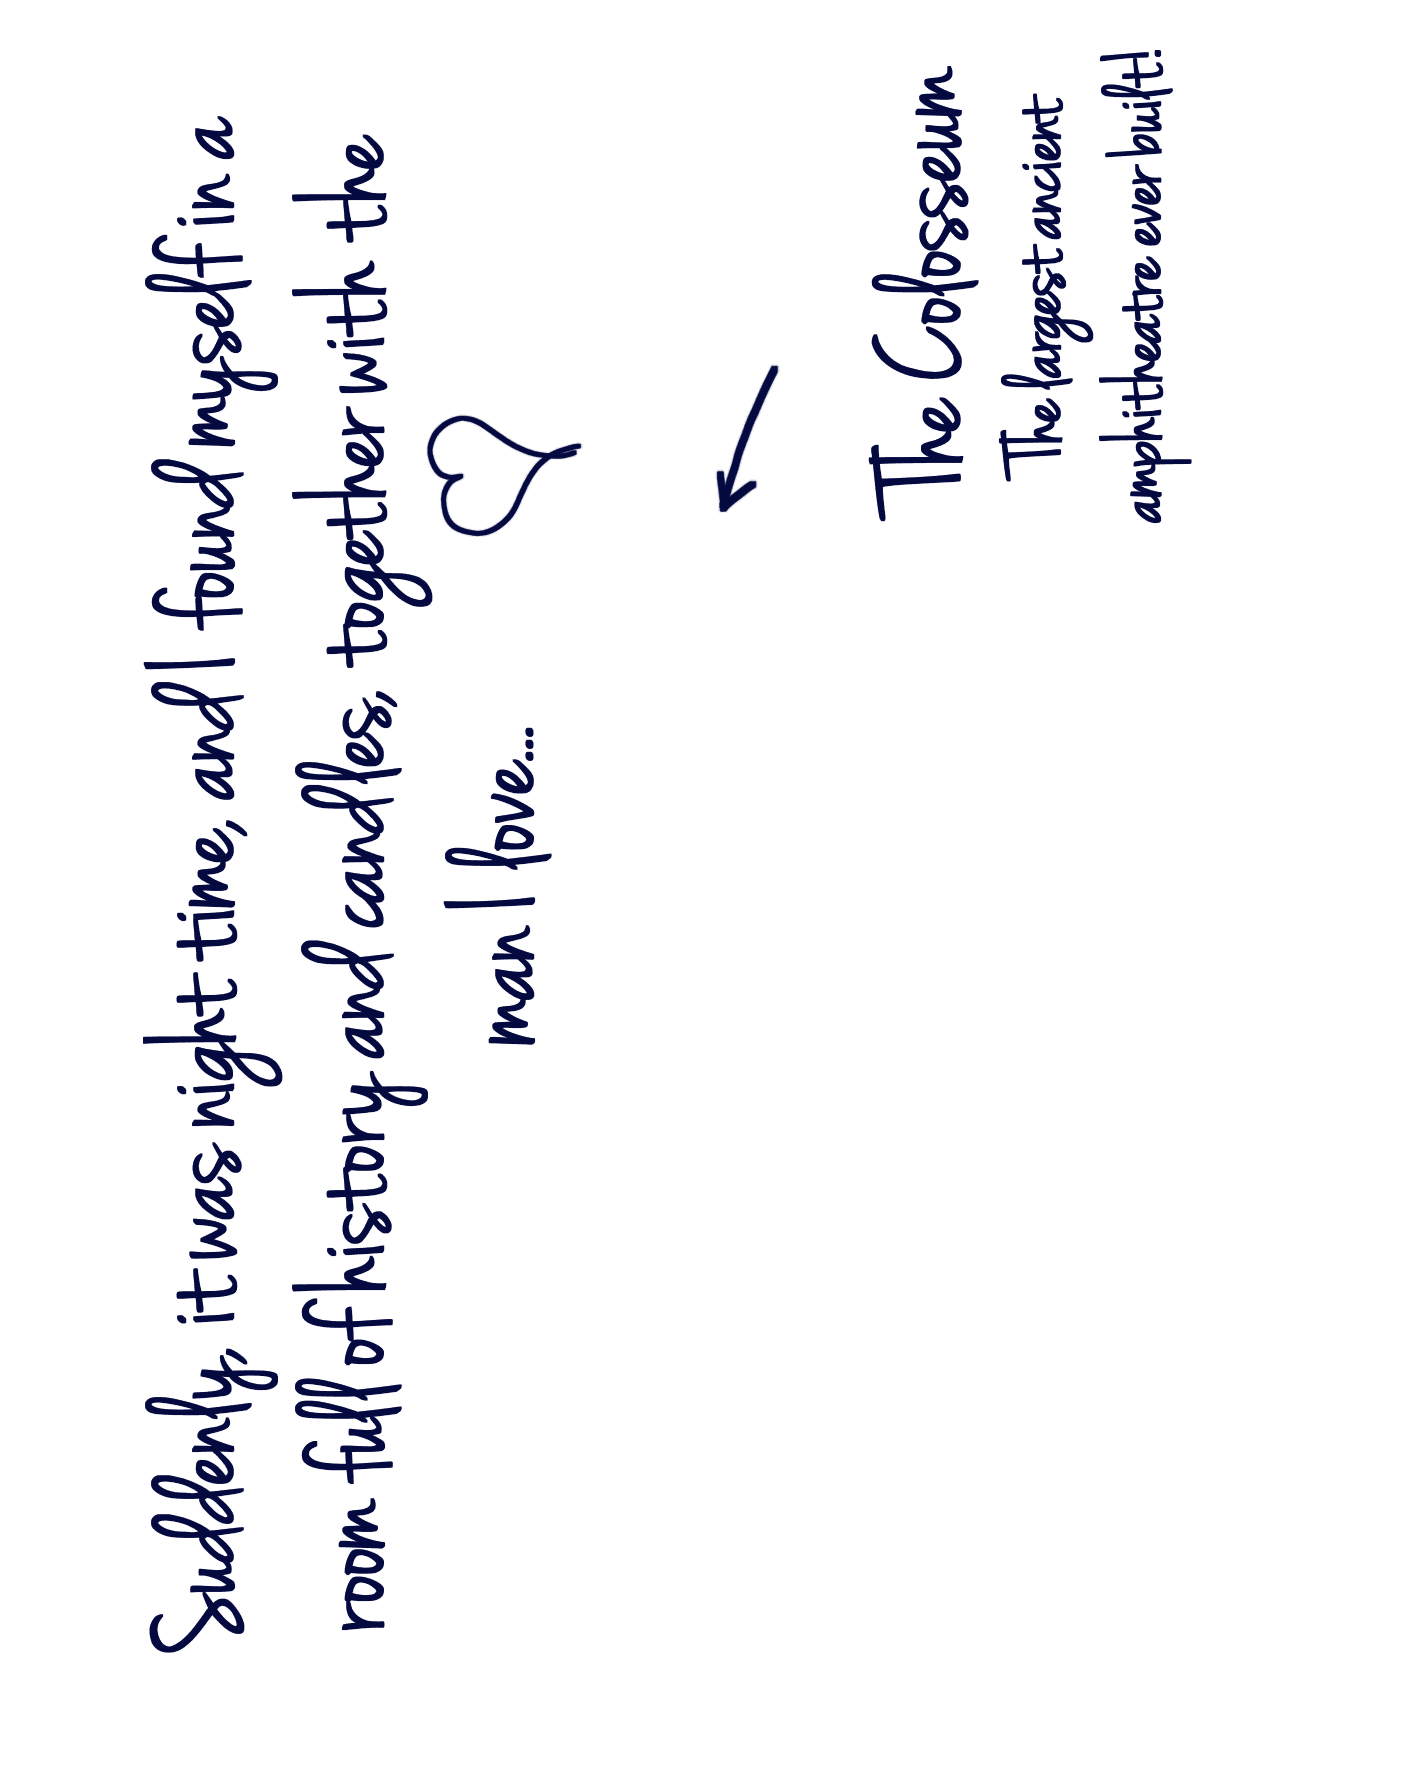 Suddenly, it was night time, and I found myself in a
room full of history and candles, together with the
man I love...
The Colosseum
The largest ancient
amphitheatre ever built!